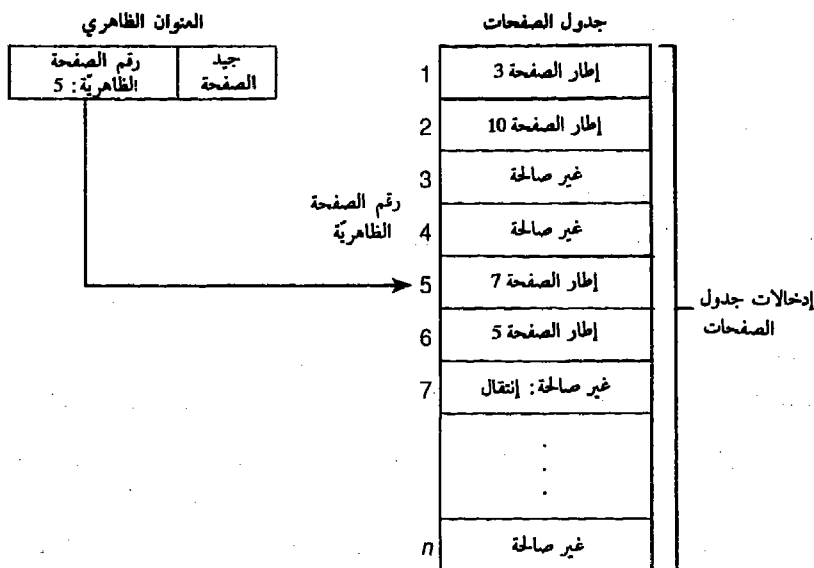 العنوان الظاهري
جيد
الصفحة
رقم الصفحة
الظاهريّة: 5
جدول الصفحات
1
إطار الصفحة 3
2
إطار الصفحة 10
3
غير صالحة
رقم الصفحة
الظاهريّة
4
غير صالحة
5
إطار الصفحة 7
6
إطار الصفحة 5
7
غير صالحة: إنتقال
n
غير صالحة
إدخالات جدول
الصفحات